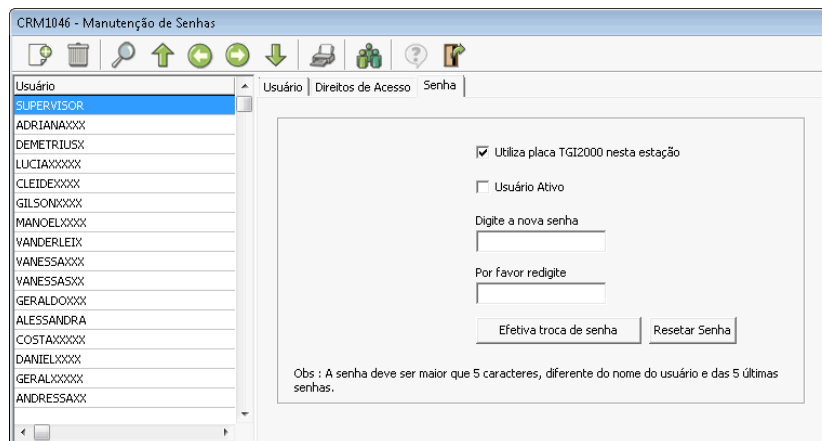 CRM1046 - Manutenção de Senhas
Usuário
SUPERVISOR
ADRIANAXXX
DEMETRIUSX
LUCIAXXXXX
CLEIDEXXXX
GILSONXXXX
MANOELXXXX
VANDERLEIX
VANESSAXXX
VANESSASXX
GERALDOXXX
ALESSANDRA
COSTAXXXXX
DANIELXXXX
GERALXXXXX
ANDRESSAXX
Usuário Direitos de Acesso Senha
Utiliza placa TGI2000 nesta estação
Usuário Ativo
Digite a nova senha
Por favor redigite
Efetiva troca de senha Resetar Senha
Obs : A senha deve ser maior que 5 caracteres, diferente do nome do usuário e das 5 últimas
senhas.